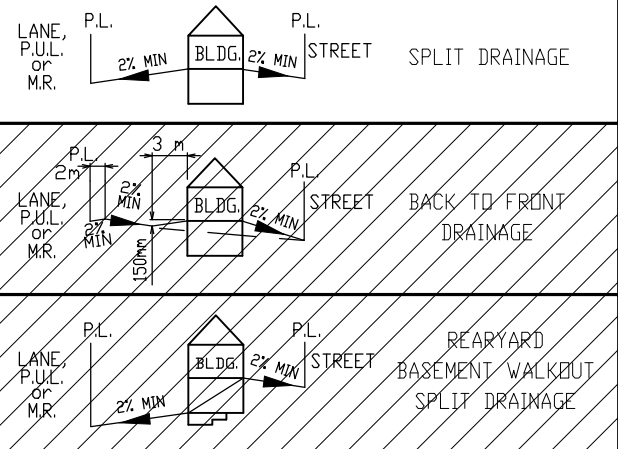 P.L.
P.L.
LANE,
P.U.L.
or
M.R.
2% MIN
BLDG.
2% MIN
STREET
SPLIT DRAINAGE
3 m
P.L.
2m
P.L.
LANE,
P.U.L.
or
M.R.
2%
MIN
2%
MIN
150mm
BLDG.
2% MIN
STREET
BACK TO FRONT
DRAINAGE
P.L.
P.L.
LANE,
P.U.L.
or
M.R.
2% MIN
BLDG.
2% MIN
STREET
REARYARD
BASEMENT WALKOUT
SPLIT DRAINAGE